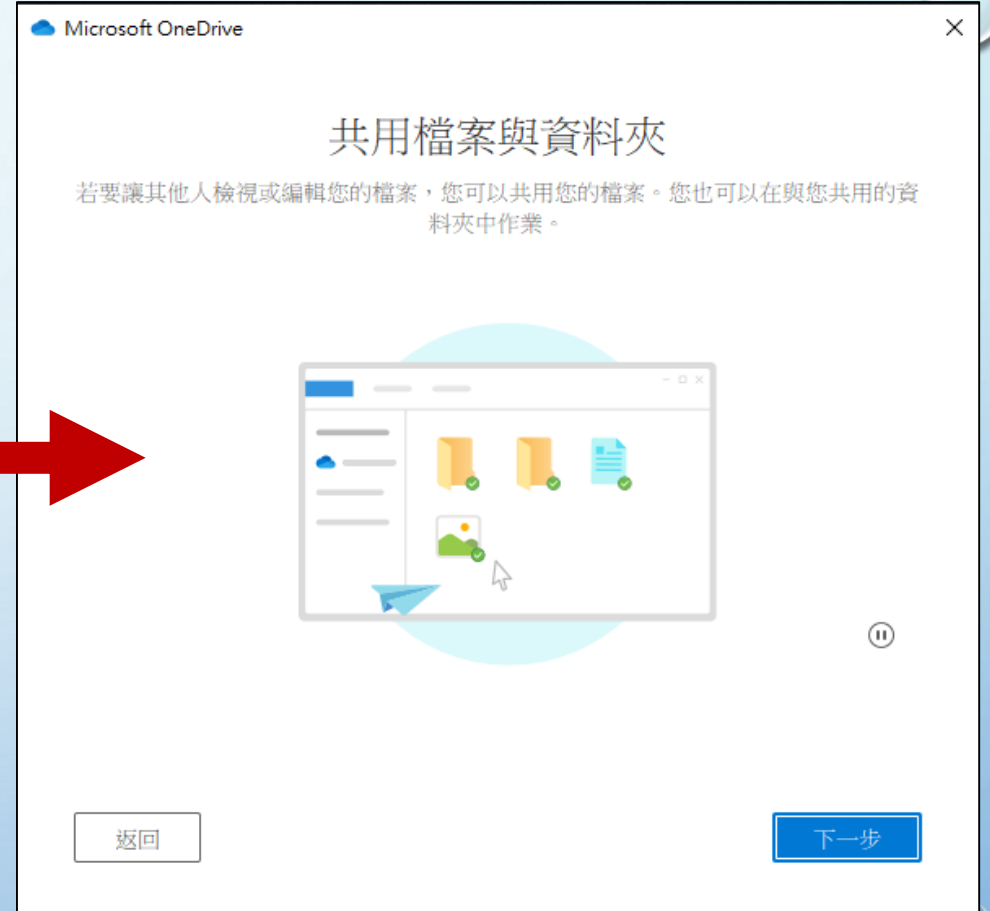 Microsoft OneDrive
共用檔案與資料夾
若要讓其他人檢視或編輯您的檔案，您可以共用您的檔案。您也可以在與您共用的資
料夾中作業。
返回
下一步